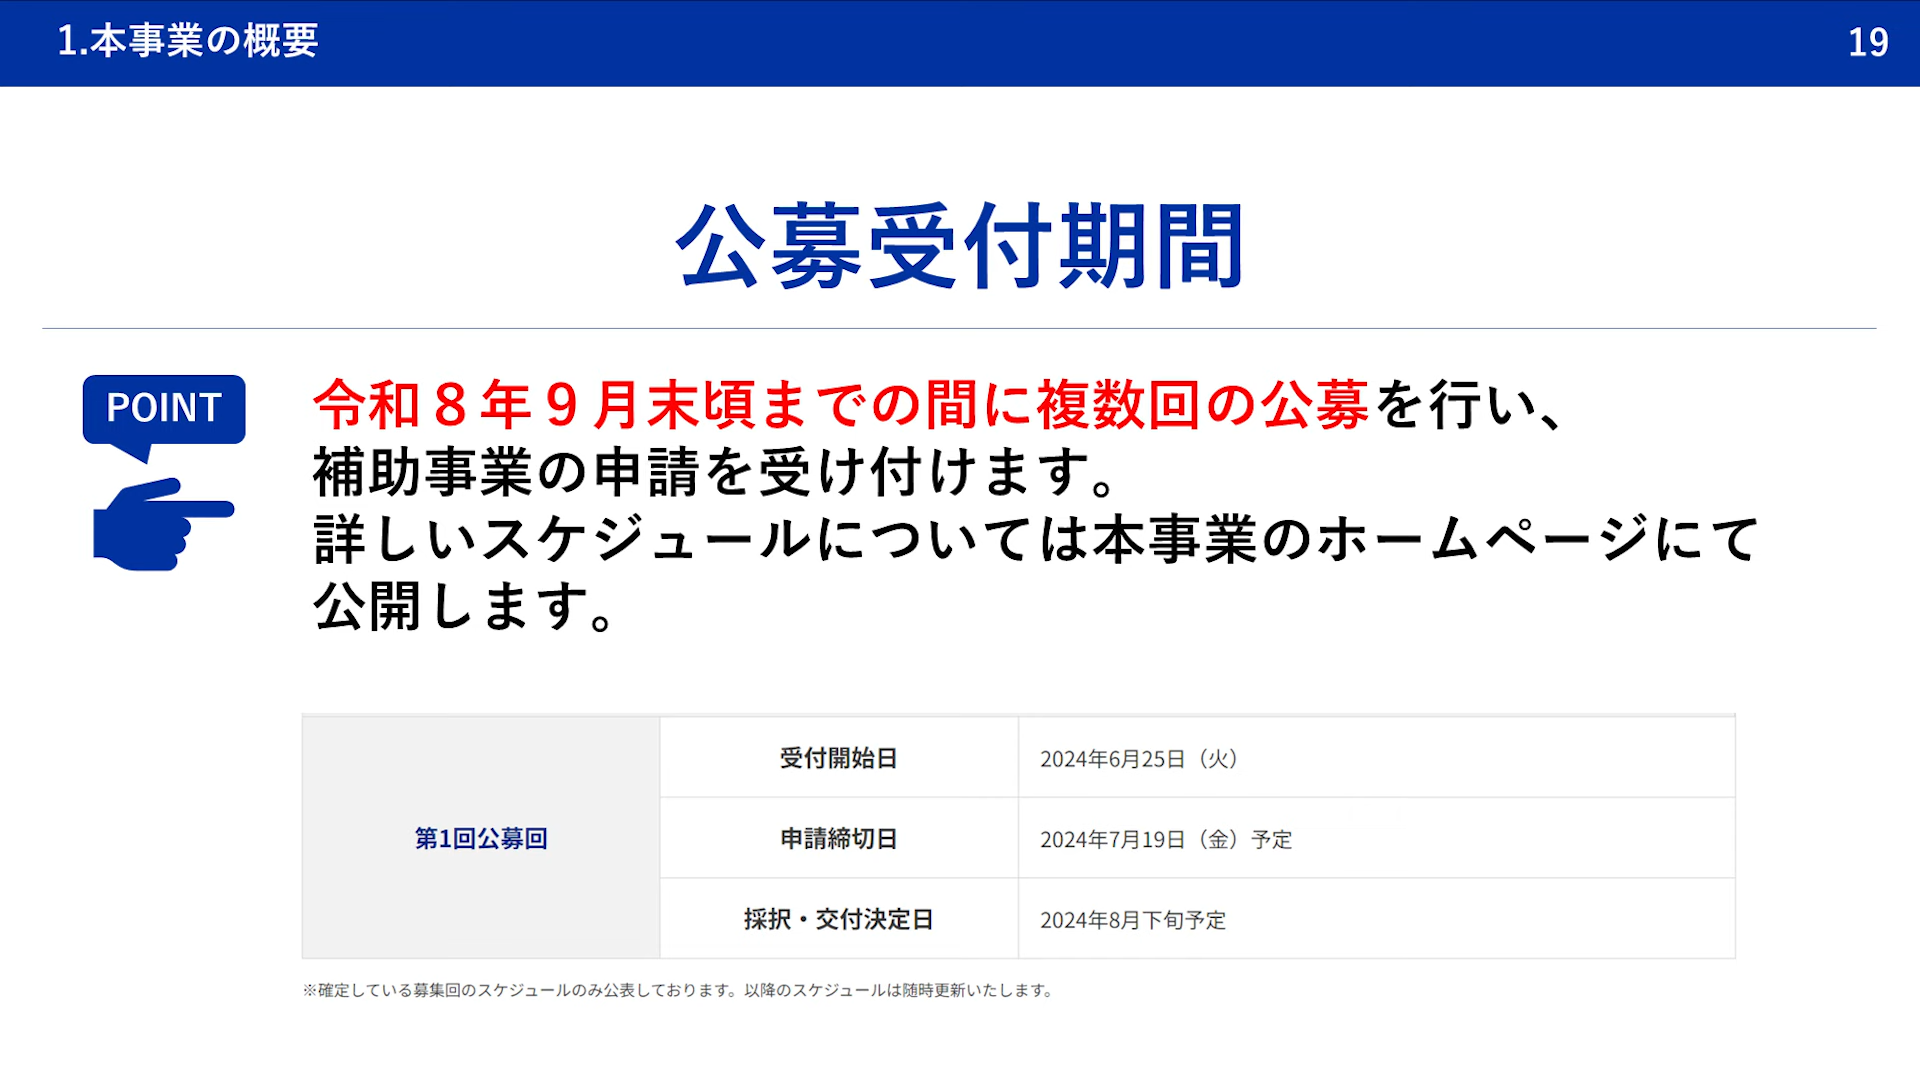 1.本事業の概要
19
公募受付期間
POINT
令和８年９月末頃までの間に複数回の公募を行い、
補助事業の申請を受け付けます。
詳しいスケジュールについては本事業のホームページにて
公開します。
第1回公募回
受付開始日
2024年6月25日（火）
申請締切日
2024年7月19日（金）予定
採択・交付決定日
2024年8月下旬予定
※確定している募集回のスケジュールのみ公表しております。以降のスケジュールは随時更新いたします。